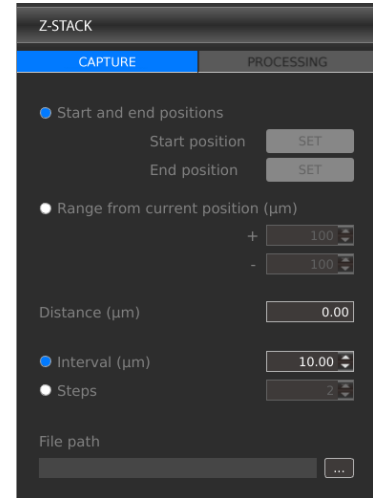 Z-STACK
CAPTURE PROCESSING
Start and end positions
Start position SET
End position SET
Range from current position (μm)
+ 100
- 100
Distance (μm) 0.00
Interval (μm) 10.00
Steps 2
File path
...